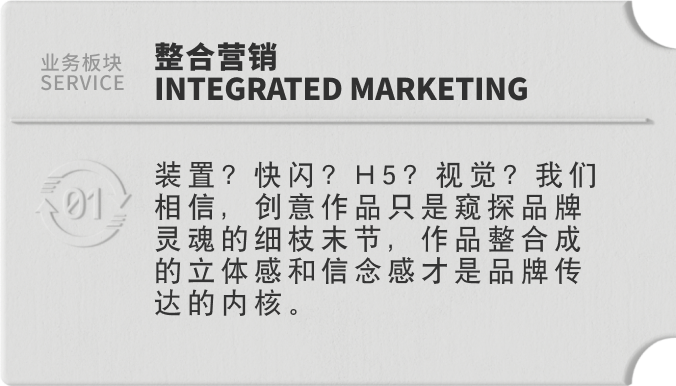 业务板块
SERVICE
整合营销
INTEGRATED MARKETING
01
装置？快闪？H5？视觉？我们
相信，创意作品只是窥探品牌
灵魂的细枝末节，作品整合成
的立体感和信念感才是品牌传
达的内核。